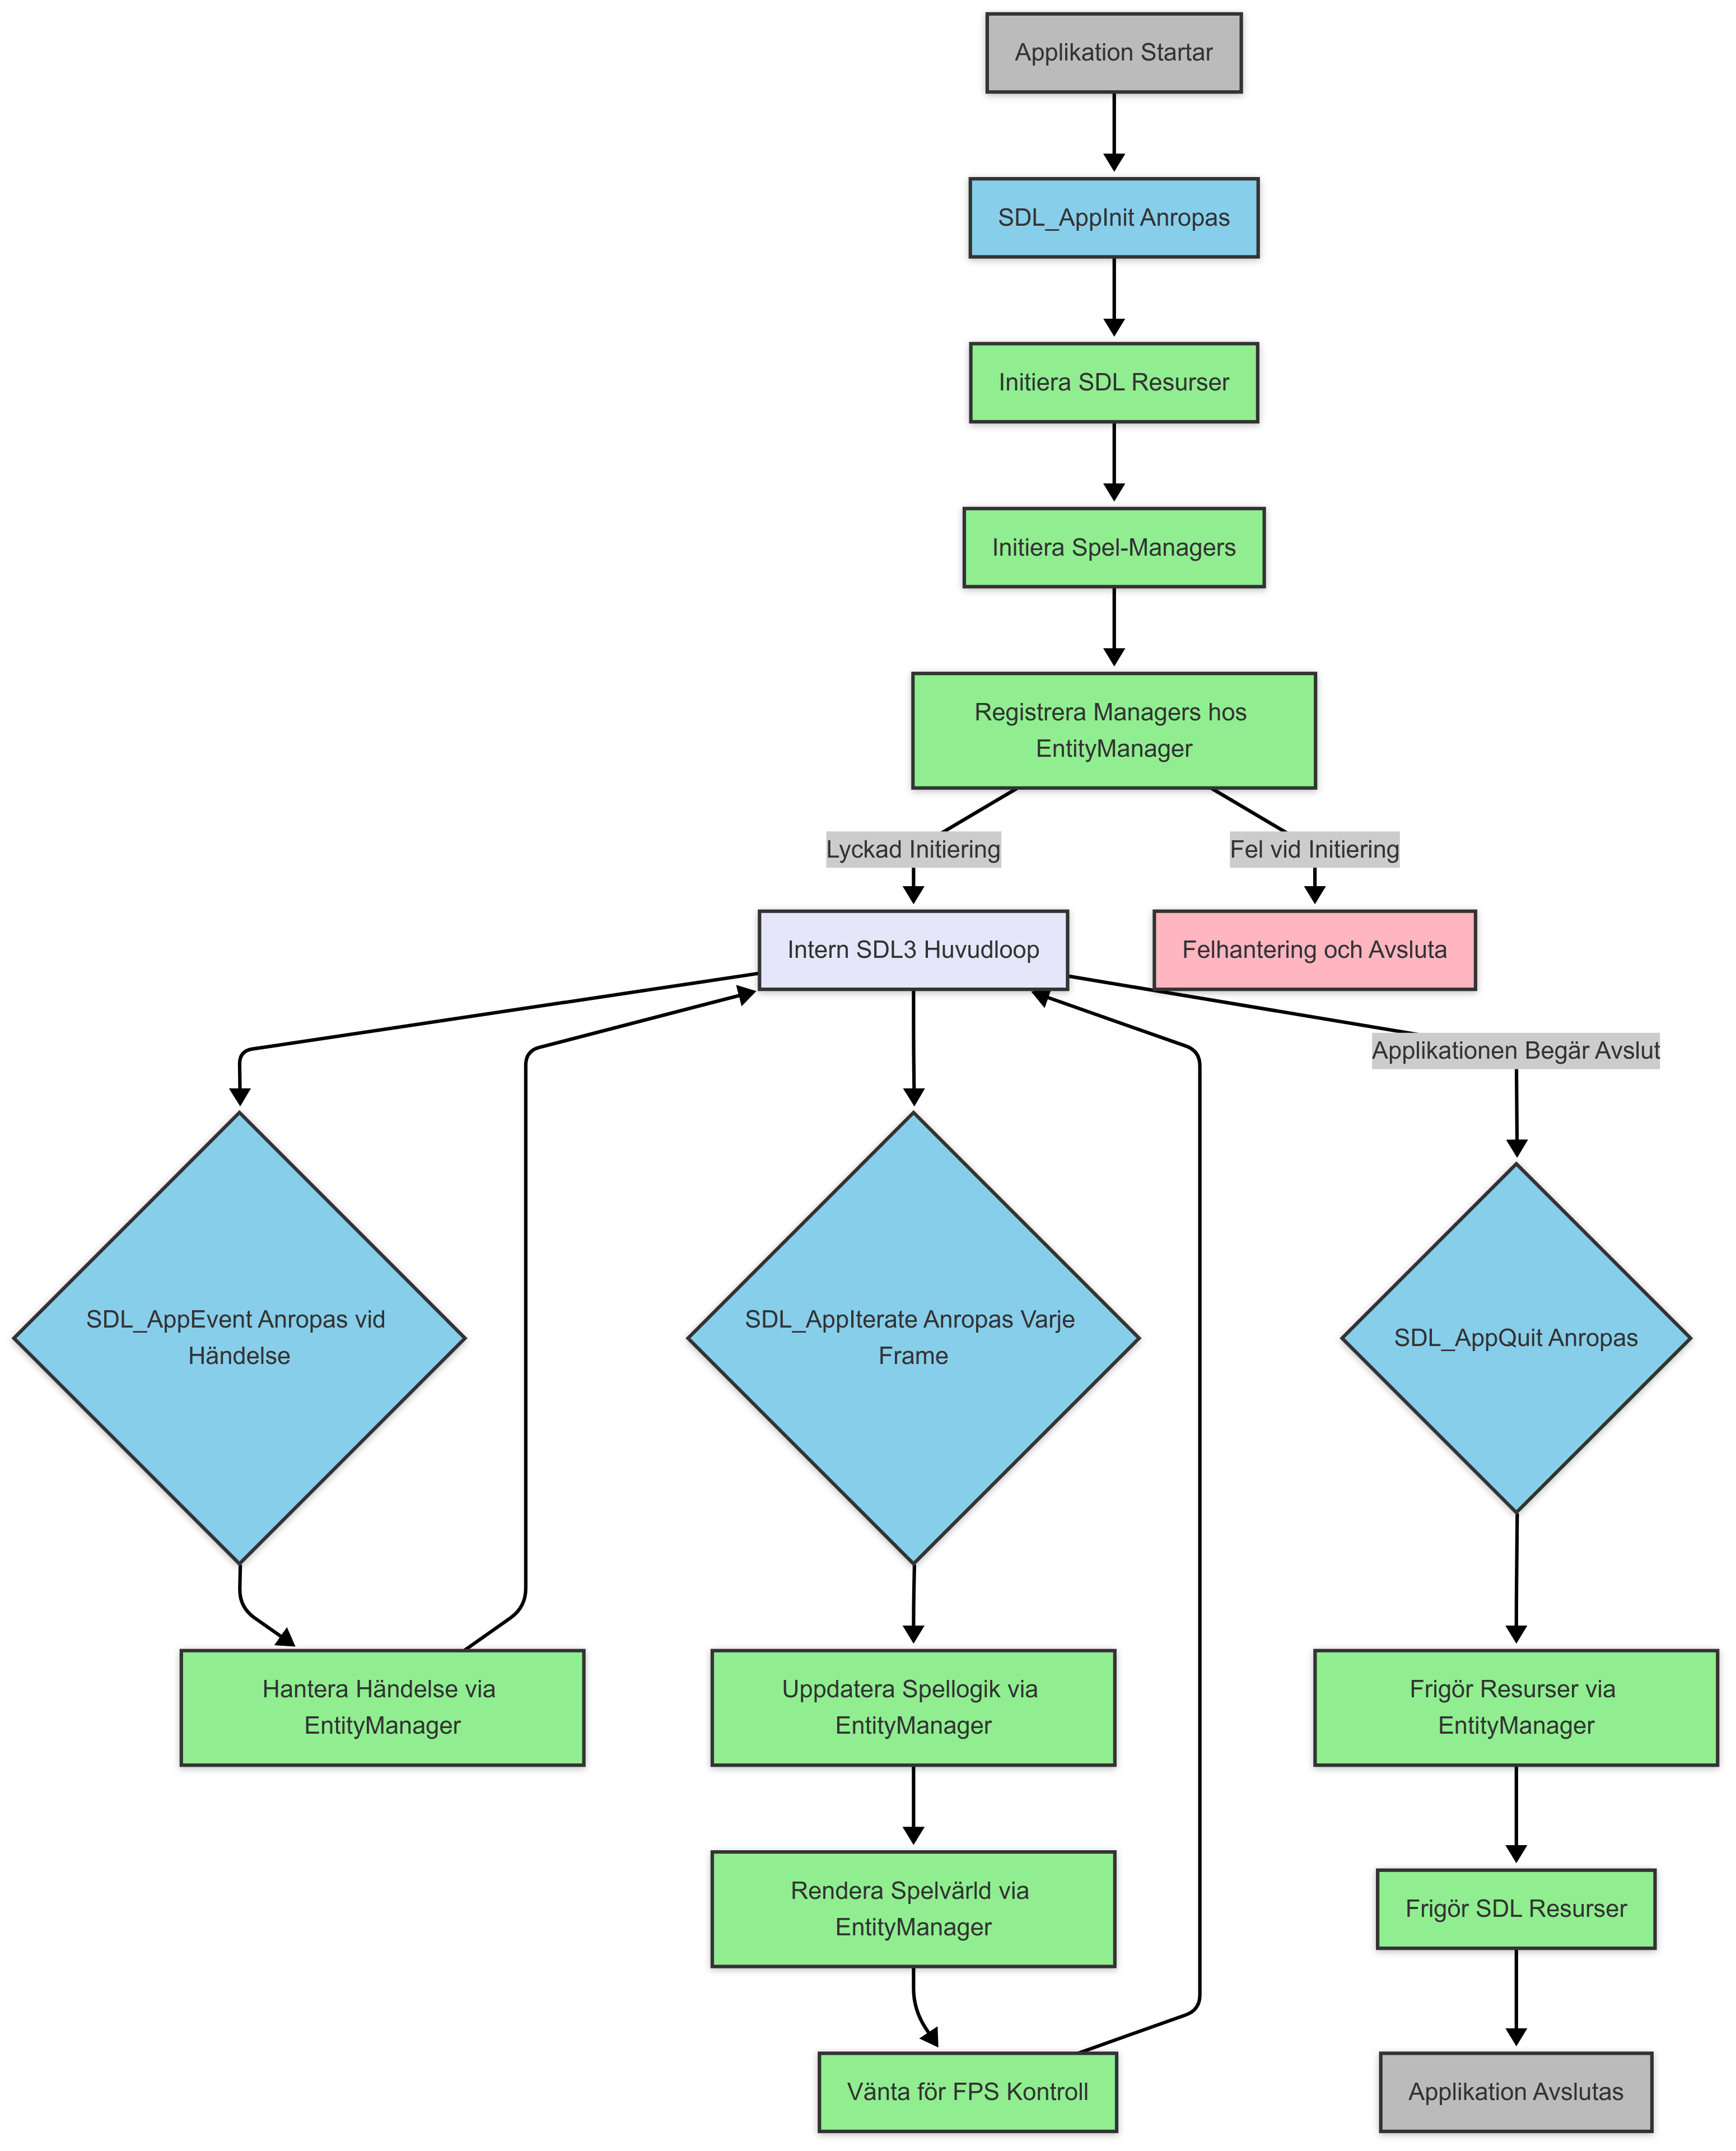 Applikation Startar
SDL_AppInit Anropas
Initiera SDL Resurser
Initiera Spel-Managers
Registrera Managers hos
EntityManager
Lyckad Initiering
Fel vid Initiering
Intern SDL3 Huvudloop
Felhantering och Avsluta
Applikationen Begär Avslut
SDL_AppEvent Anropas vid
Händelse
SDL_AppIterate Anropas Varje
Frame
SDL_AppQuit Anropas
Hantera Händelse via
EntityManager
Uppdatera Spellogik via
EntityManager
Frigör Resurser via
EntityManager
Rendera Spelvärld via
EntityManager
Frigör SDL Resurser
Vänta för FPS Kontroll
Applikation Avslutas